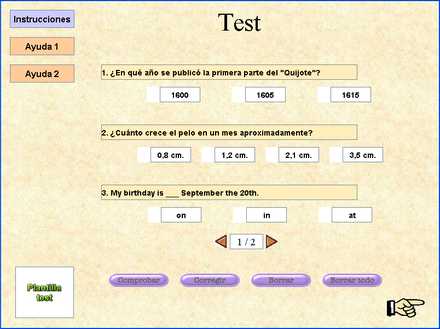 Instrucciones
Ayuda 1
Ayuda 2
Test
1. ¿En qué año se publicó la primera parte del "Quijote"?
1600 1605 1615
2. ¿Cuánto crece el pelo en un mes aproximadamente?
0,8 cm. 1,2 cm. 2,1 cm. 3,5 cm.
3. My birthday is ___ September the 20th.
on in at
1 / 2
Plantilla
test
Comprobar Corregir Borrar Borrar todo